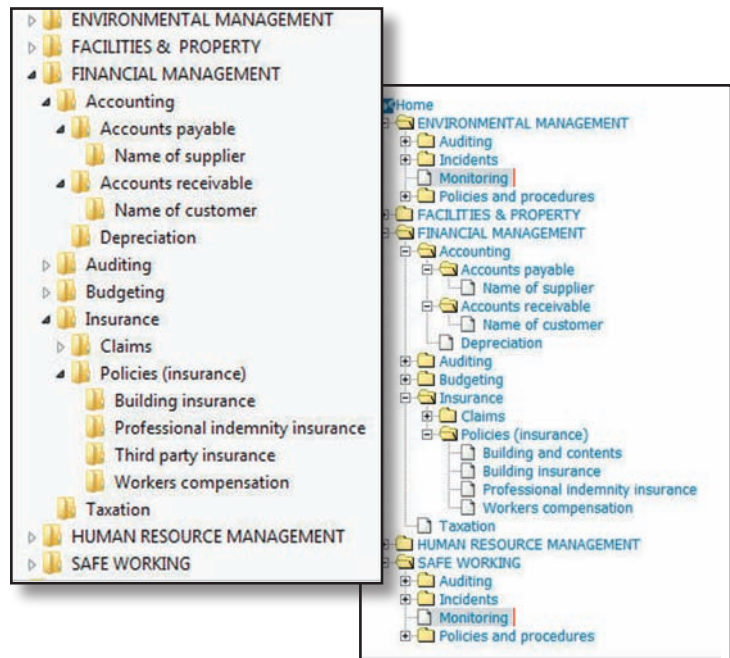 ENVIRONMENTAL MANAGEMENT
FACILITIES & PROPERTY
FINANCIAL MANAGEMENT
Accounting
Accounts payable
Name of supplier
Accounts receivable
Name of customer
Depreciation
Auditing
Budgeting
Insurance
Claims
Policies (insurance)
Building insurance
Professional indemnity insurance
Third party insurance
Workers compensation
Taxation
HUMAN RESOURCE MANAGEMENT
SAFE WORKING
Home
ENVIRONMENTAL MANAGEMENT
Auditing
Incidents
Monitoring
Policies and procedures
FACILITIES & PROPERTY
FINANCIAL MANAGEMENT
Accounting
Accounts payable
Name of supplier
Accounts receivable
Name of customer
Depreciation
Auditing
Budgeting
Insurance
Claims
Policies (insurance)
Building and contents
Building insurance
Professional indemnity insurance
Workers compensation
Taxation
HUMAN RESOURCE MANAGEMENT
SAFE WORKING
Auditing
Incidents
Monitoring
Policies and procedures